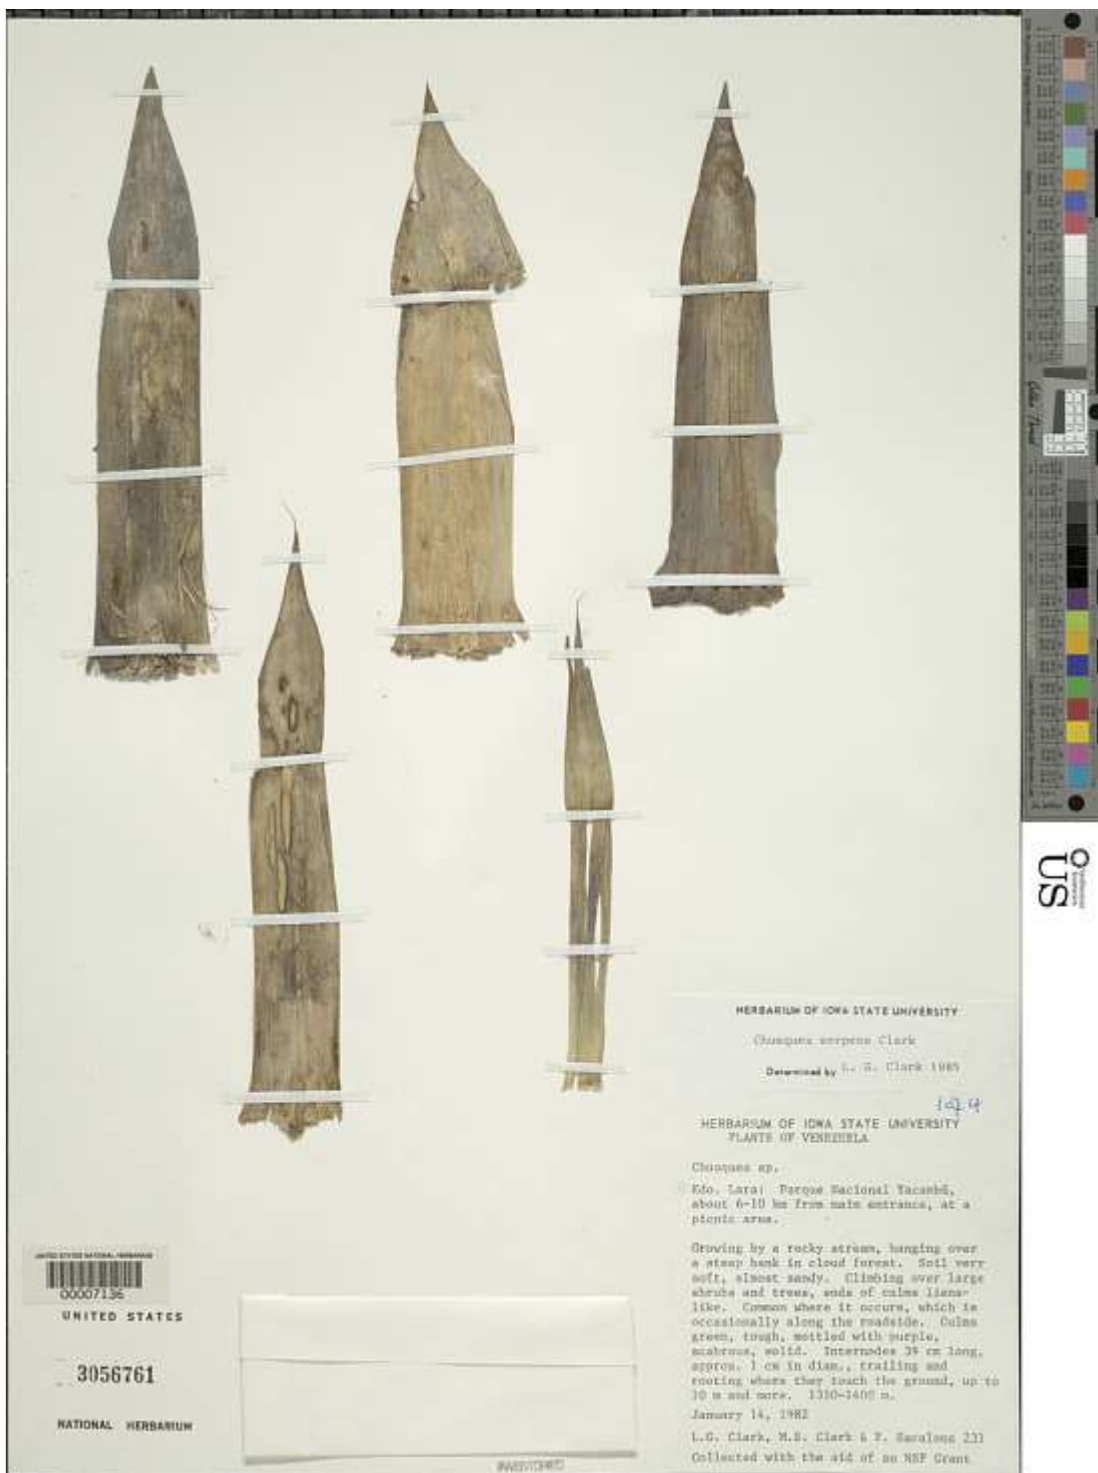 HERBARIUM OF IOWA STATE UNIVERSITY
Chusquea serpens Clark
Determined by L. G. Clark 1985
HERBARIUM OF IOWA STATE UNIVERSITY
PLANTS OF VENEZUELA
Chusquea sp.
Edo. Lara: Parque Nacional Yacambú,
about 6-10 km from main entrance, at a
picnic area.
Growing by a rocky stream, hanging over
a steep bank in cloud forest. Soil very
soft, almost sandy. Climbing over large
shrubs and trees, ends of culms liana-
like. Common where it occurs, which is
occasionally along the roadside. Culms
green, tough, mottled with purple,
scabrous, solid. Internodes 39 cm long,
approx. 1 cm in diam., trailing and
rooting where they touch the ground, up to
10 m and more.
January 14, 1982
L.G. Clark, M.S. Clark & 233
Collected with the aid of an NSF Grant
UNITED STATES NATIONAL HERBARIUM
00007136
UNITED STATES
3056761
NATIONAL HERBARIUM
US